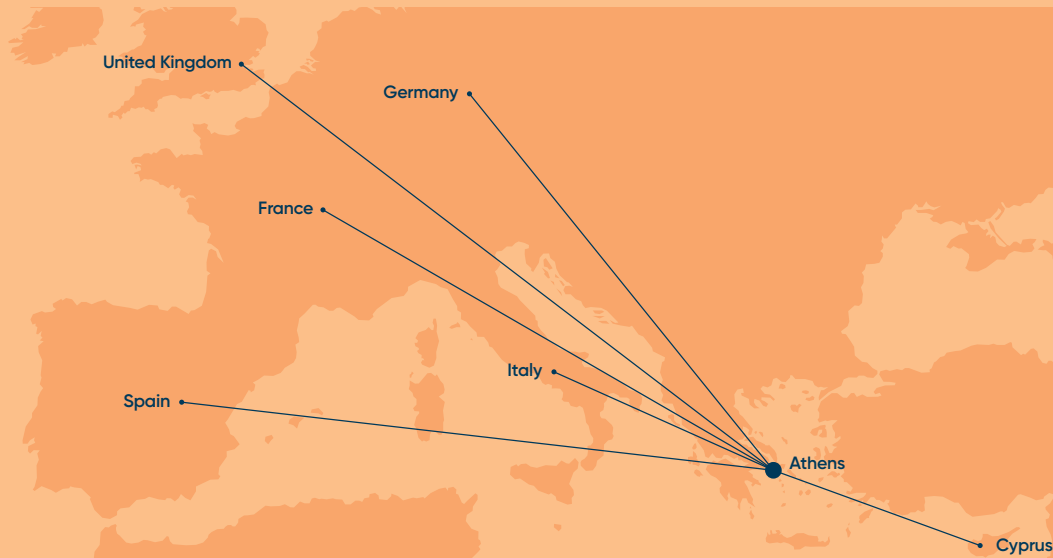 United Kingdom
Germany
France
Italy
Spain
Athens
Cyprus